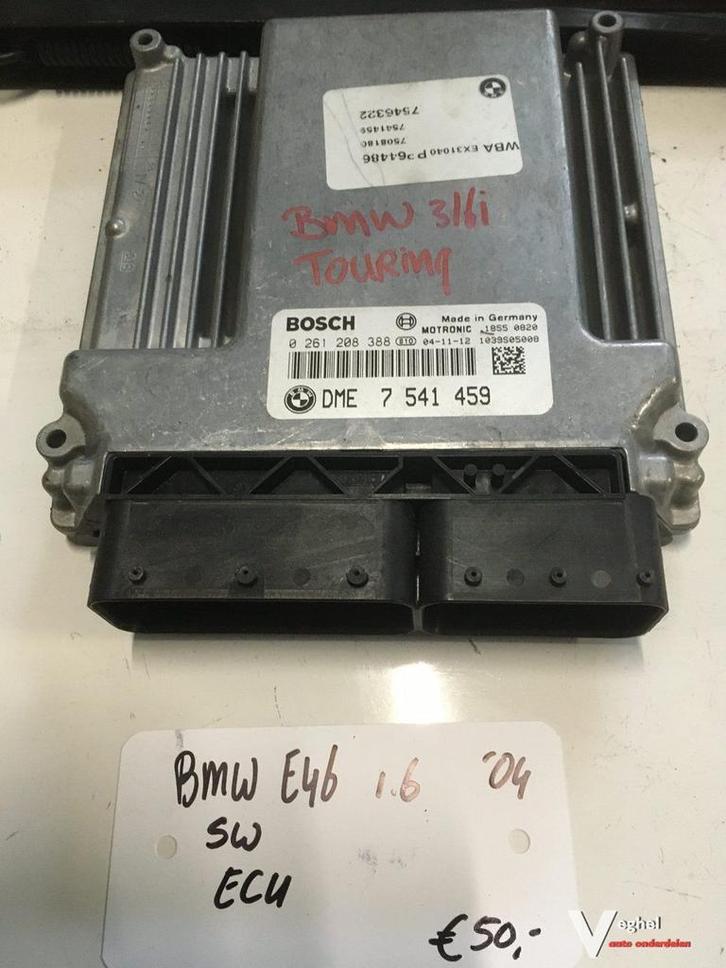 7546322
7541459
7508180
WBA EX31040 P 64486
BMW 316i
TOURing
BOSCH
Made in Germany
MOTRONIC 1855 0820
0 261 208 388 810 04-11-12 1039S05008
DME 7 541 459
BMW E46 1.6 '04
SW
ECU
€50,-
Veghel
auto onderdelen